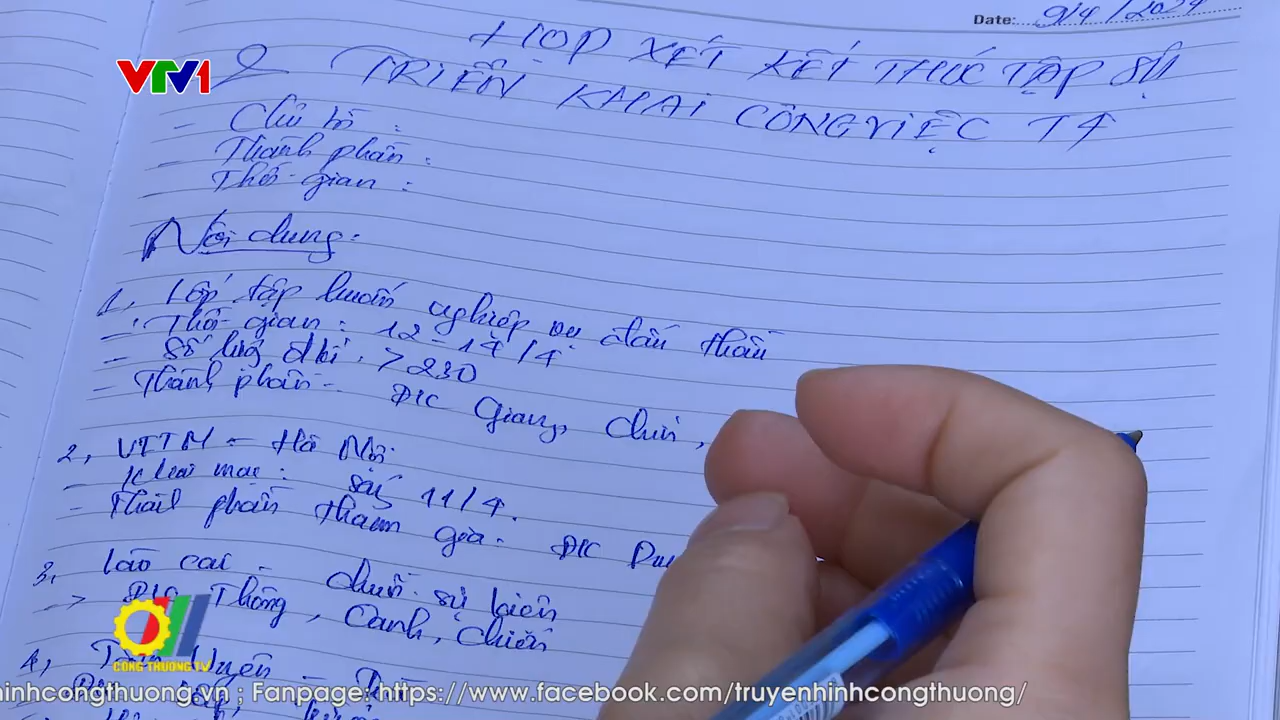 Date: 9/4/2024
HỌP XÉT KẾT THÚC TẬP SỰ
& TRIỂN KHAI CÔNG VIỆC T4
VTV1
- Chủ trì :
- Thành phần :
- Thời gian :
Nội dung:
1, Lớp tập huấn nghiệp vụ đấu thầu
- Thời gian : 12 - 14/4
- Số lượng : > 230
- Thành phần - Đ/C Giang, Chín,
2, VTTM - Hà Nội
- Khai mạc : Sáng 11/4.
- Thành phần tham gia. Đ/C
3, Lào Cai - chuỗi sự kiện
-> Đ/C Thông, Cảnh, Chiến
4,
CÔNG THƯƠNG TV
inhcongthuong.vn ; Fanpage: https://www.facebook.com/truyenhinhcongthuong/